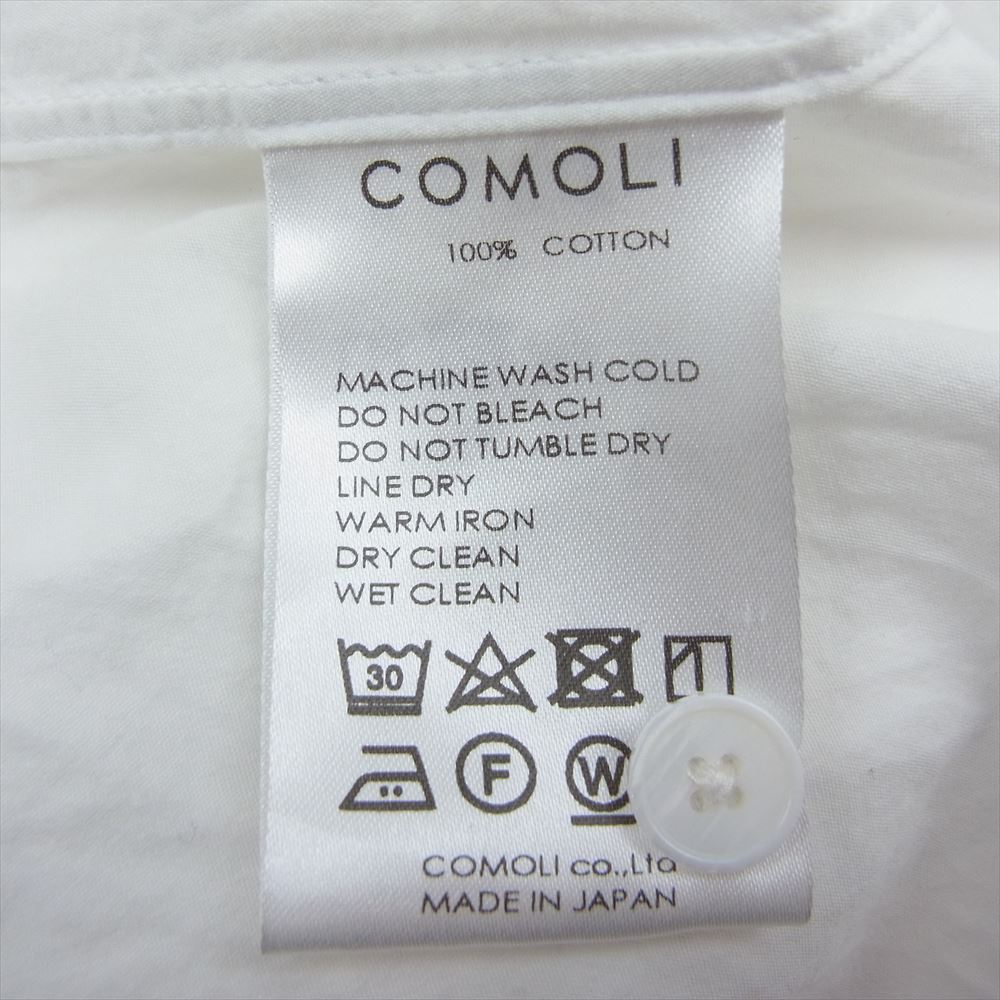 COMOLI
100% COTTON
MACHINE WASH COLD
DO NOT BLEACH
DO NOT TUMBLE DRY
LINE DRY
WARM IRON
DRY CLEAN
WET CLEAN
30
F W
COMOLI co.,Ltd
MADE IN JAPAN